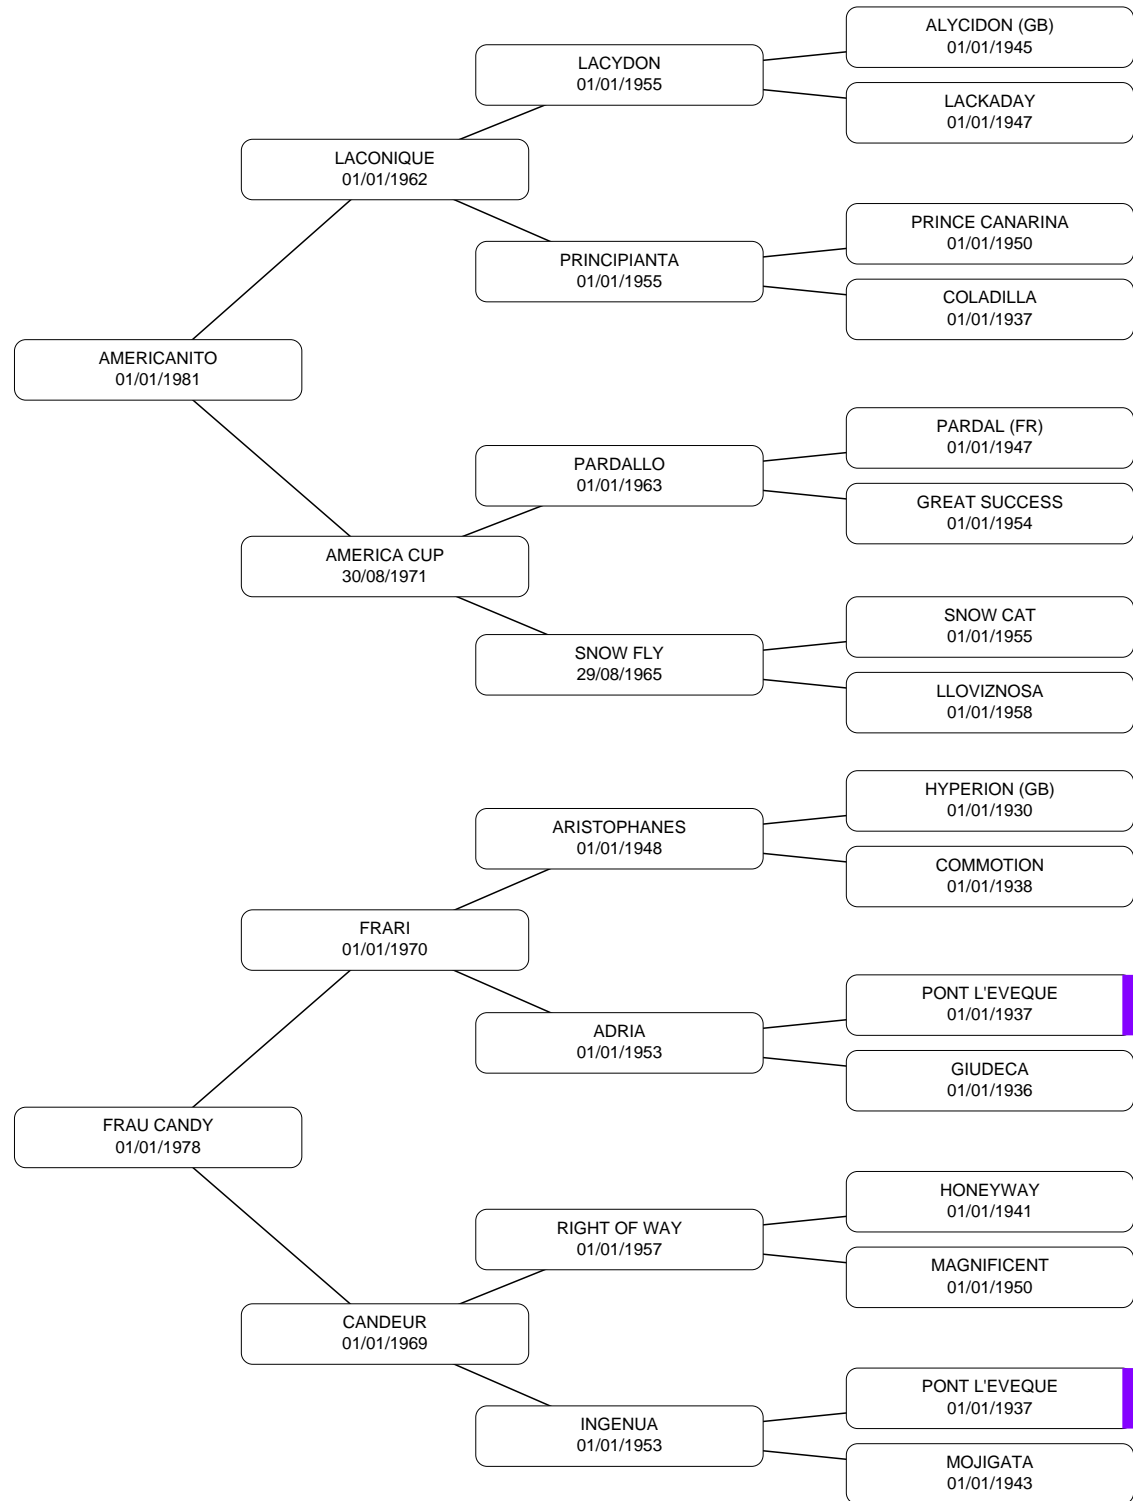 ALYCIDON (GB)
01/01/1945
LACYDON
01/01/1955
LACKADAY
01/01/1947
LACONIQUE
01/01/1962
PRINCE CANARINA
01/01/1950
PRINCIPIANTA
01/01/1955
COLADILLA
01/01/1937
AMERICANITO
01/01/1981
PARDAL (FR)
01/01/1947
PARDALLO
01/01/1963
GREAT SUCCESS
01/01/1954
AMERICA CUP
30/08/1971
SNOW CAT
01/01/1955
SNOW FLY
29/08/1965
LLOVIZNOSA
01/01/1958
HYPERION (GB)
01/01/1930
ARISTOPHANES
01/01/1948
COMMOTION
01/01/1938
FRARI
01/01/1970
PONT L'EVEQUE
01/01/1937
ADRIA
01/01/1953
GIUDECA
01/01/1936
FRAU CANDY
01/01/1978
HONEYWAY
01/01/1941
RIGHT OF WAY
01/01/1957
MAGNIFICENT
01/01/1950
CANDEUR
01/01/1969
PONT L'EVEQUE
01/01/1937
INGENUA
01/01/1953
MOJIGATA
01/01/1943